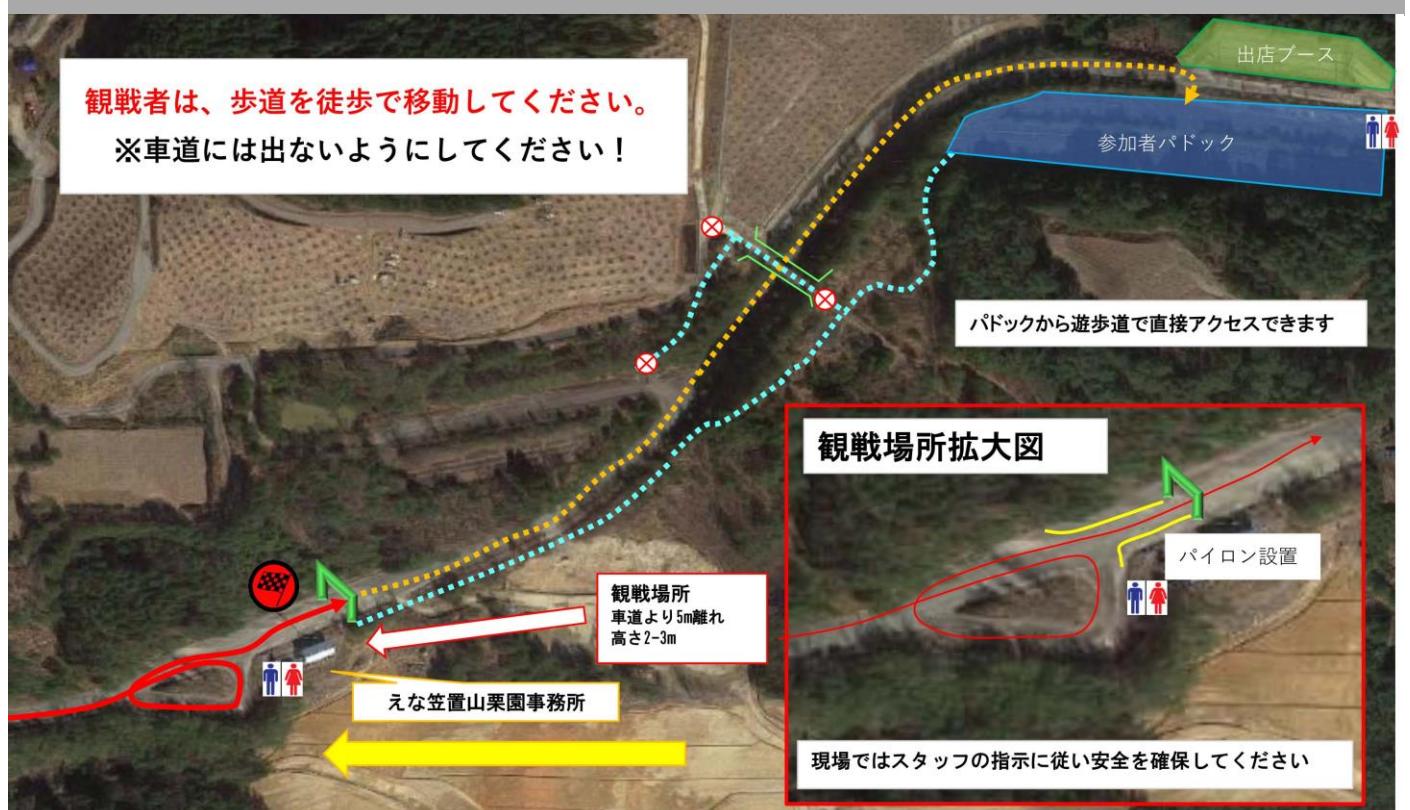 観戦者は、歩道を徒歩で移動してください。
※車道には出ないようにしてください！
出店ブース
参加者パドック
パドックから遊歩道で直接アクセスできます
観戦場所拡大図
パイロン設置
観戦場所
車道より5m離れ
高さ2-3m
えな笠置山栗園事務所
現場ではスタッフの指示に従い安全を確保してください